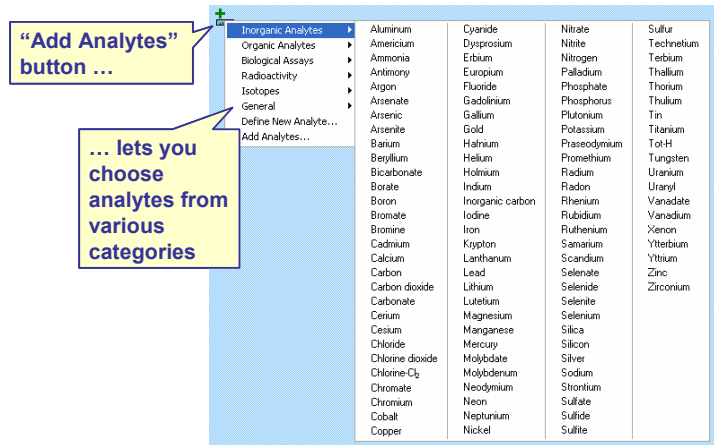 “Add Analytes”
button …
… lets you
choose
analytes from
various
categories
Inorganic Analytes
Organic Analytes
Biological Assays
Radioactivity
Isotopes
General
Define New Analyte...
Add Analytes...
Aluminum
Americium
Ammonia
Antimony
Argon
Arsenate
Arsenic
Arsenite
Barium
Beryllium
Bicarbonate
Borate
Boron
Bromate
Bromine
Cadmium
Calcium
Carbon
Carbon dioxide
Carbonate
Cerium
Cesium
Chloride
Chlorine dioxide
Chlorine-Cl₂
Chromate
Chromium
Cobalt
Copper
Cyanide
Dysprosium
Erbium
Europium
Fluoride
Gadolinium
Gallium
Gold
Hafnium
Helium
Holmium
Indium
Inorganic carbon
Iodine
Iron
Krypton
Lanthanum
Lead
Lithium
Lutetium
Magnesium
Manganese
Mercury
Molybdate
Molybdenum
Neodymium
Neon
Neptunium
Nickel
Nitrate
Nitrite
Nitrogen
Palladium
Phosphate
Phosphorus
Plutonium
Potassium
Praseodymium
Promethium
Radium
Radon
Rhenium
Rubidium
Ruthenium
Samarium
Scandium
Selenate
Selenide
Selenite
Selenium
Silica
Silicon
Silver
Sodium
Strontium
Sulfate
Sulfide
Sulfite
Sulfur
Technetium
Terbium
Thallium
Thorium
Thulium
Tin
Titanium
Tot-H
Tungsten
Uranium
Uranyl
Vanadate
Vanadium
Xenon
Ytterbium
Yttrium
Zinc
Zirconium